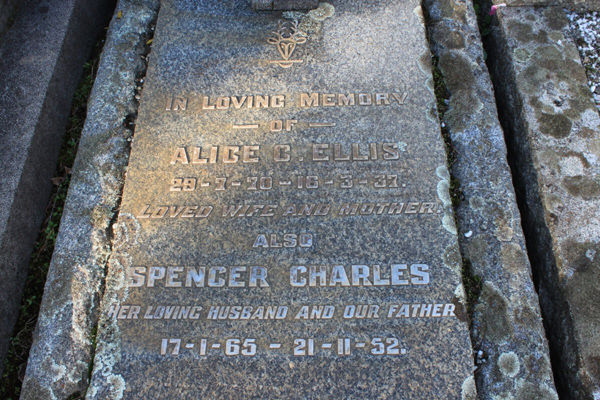 IN LOVING MEMORY
OF
ALICE C. ELLIS
29-7-70 - 16-3-37.
LOVED WIFE AND MOTHER.
ALSO
SPENCER CHARLES
HER LOVING HUSBAND AND OUR FATHER
17-1-65 - 21-11-52.